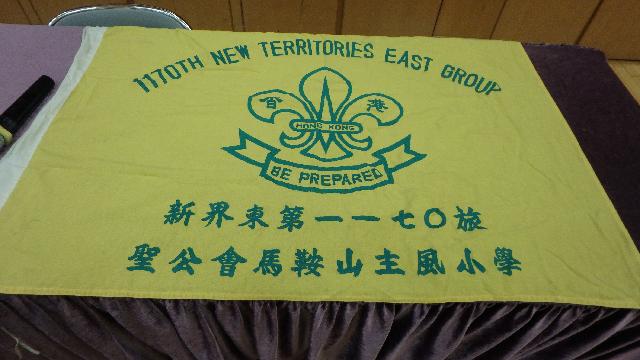 1170TH NEW TERRITORIES EAST GROUP
香港
HONG KONG
BE PREPARED
新界東第一一七〇旅
聖公會馬鞍山主風小學